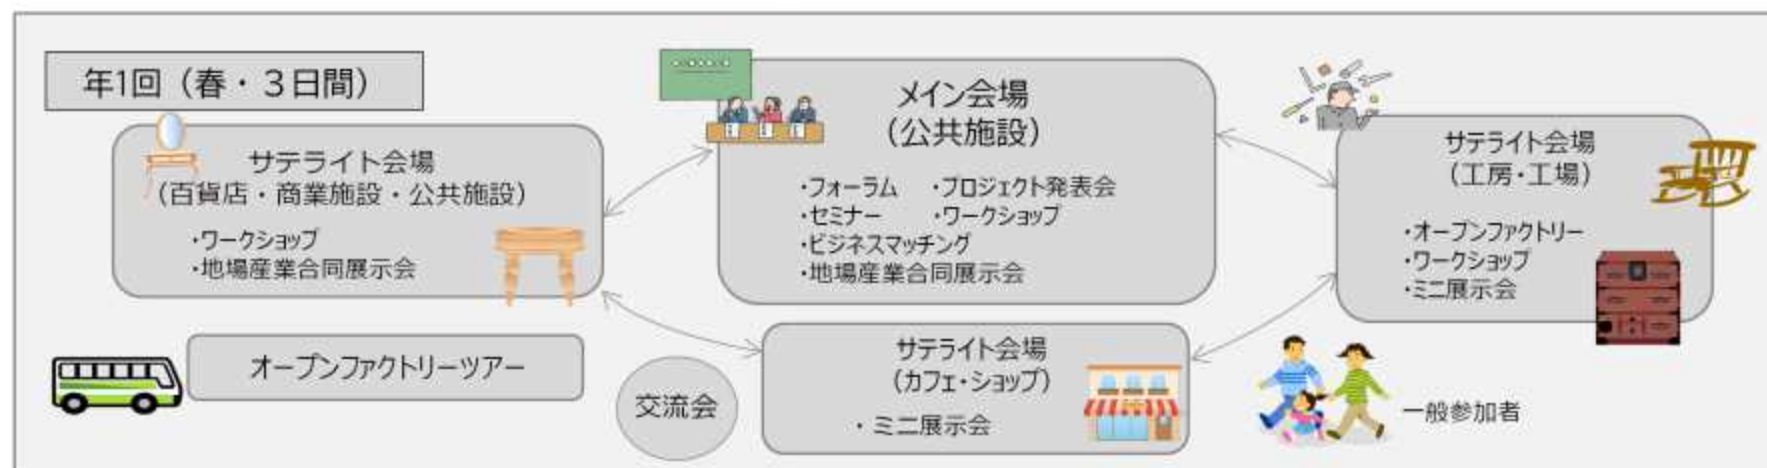 年1回（春・３日間）
サテライト会場
（百貨店・商業施設・公共施設）
・ワークショップ
・地場産業合同展示会
メイン会場
（公共施設）
・フォーラム ・プロジェクト発表会
・セミナー ・ワークショップ
・ビジネスマッチング
・地場産業合同展示会
サテライト会場
（工房・工場）
・オープンファクトリー
・ワークショップ
・ミニ展示会
オープンファクトリーツアー
交流会
サテライト会場
（カフェ・ショップ）
・ミニ展示会
一般参加者